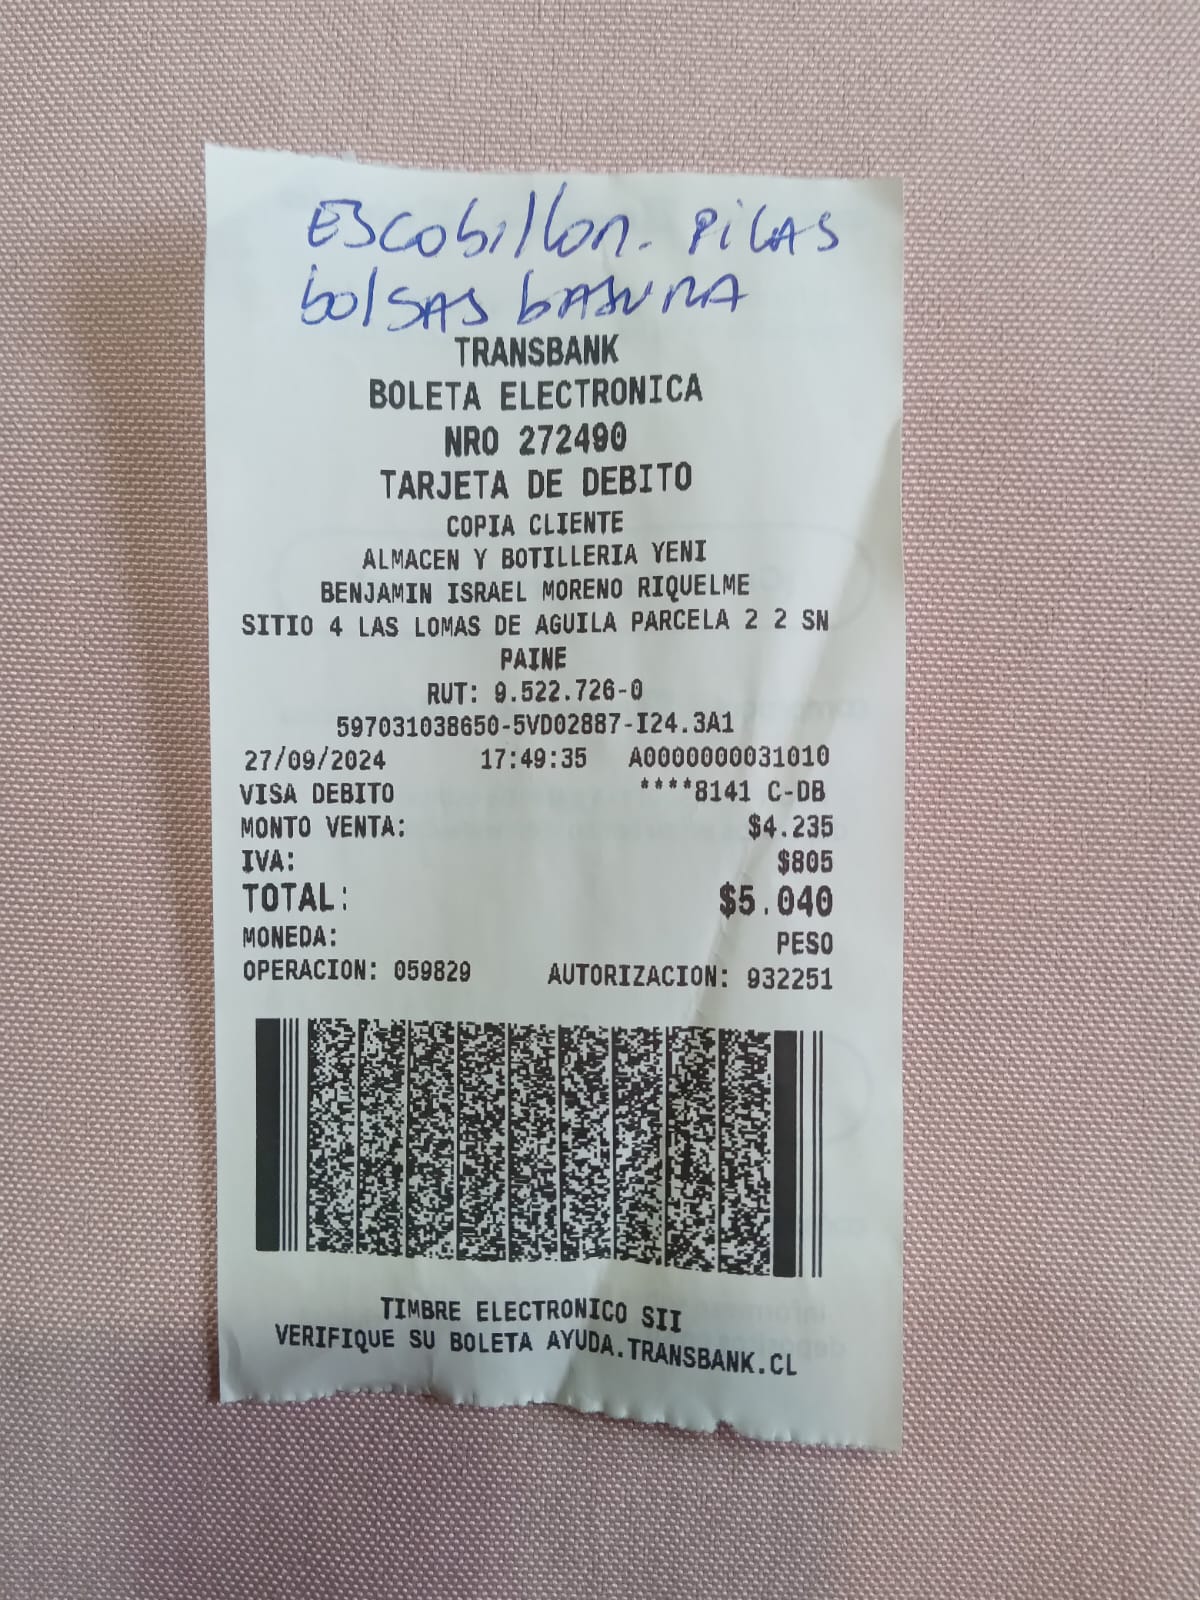 Escobillon. Pilas
bolsas basura
TRANSBANK
BOLETA ELECTRONICA
NRO 272490
TARJETA DE DEBITO
COPIA CLIENTE
ALMACEN Y BOTILLERIA YENI
BENJAMIN ISRAEL MORENO RIQUELME
SITIO 4 LAS LOMAS DE AGUILA PARCELA 2 2 SN
PAINE
RUT: 9.522.726-0
597031038650-5VD02887-I24.3A1
27/09/2024 17:49:35 A0000000031010
VISA DEBITO ****8141 C-DB
MONTO VENTA: $4.235
IVA: $805
TOTAL: $5.040
MONEDA: PESO
OPERACION: 059829 AUTORIZACION: 932251
TIMBRE ELECTRONICO SII
VERIFIQUE SU BOLETA AYUDA.TRANSBANK.CL